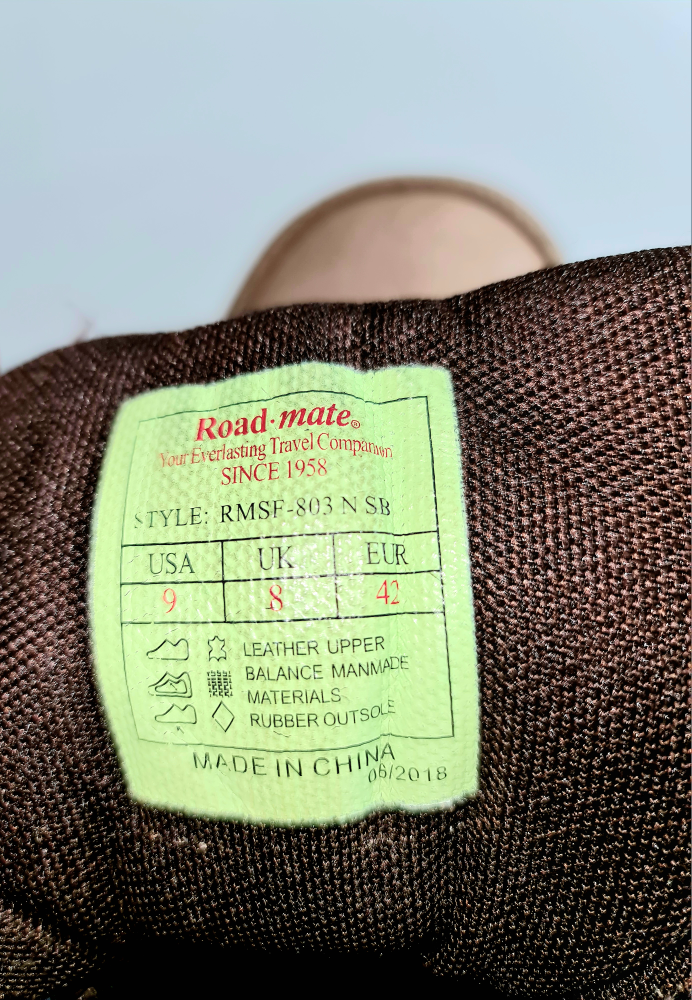 Road·mate®
Your Everlasting Travel Companion
SINCE 1958
STYLE: RMSF-803 N SB
USA UK EUR
9 8 42
LEATHER UPPER
BALANCE MANMADE
MATERIALS
RUBBER OUTSOLE
MADE IN CHINA
06/2018